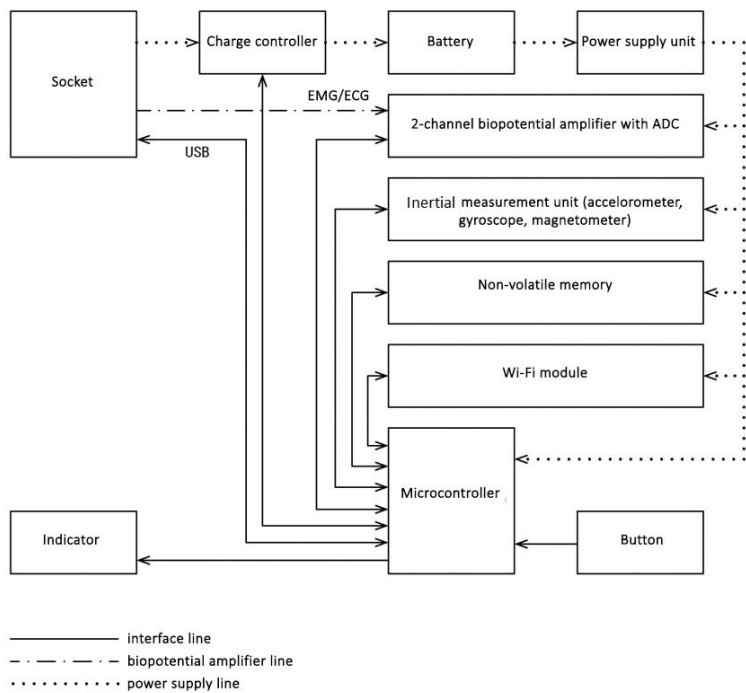 Socket
Charge controller
Battery
Power supply unit
EMG/ECG
2-channel biopotential amplifier with ADC
USB
Inertial measurement unit (accelorometer,
gyroscope, magnetometer)
Non-volatile memory
Wi-Fi module
Microcontroller
Indicator
Button
interface line
biopotential amplifier line
power supply line